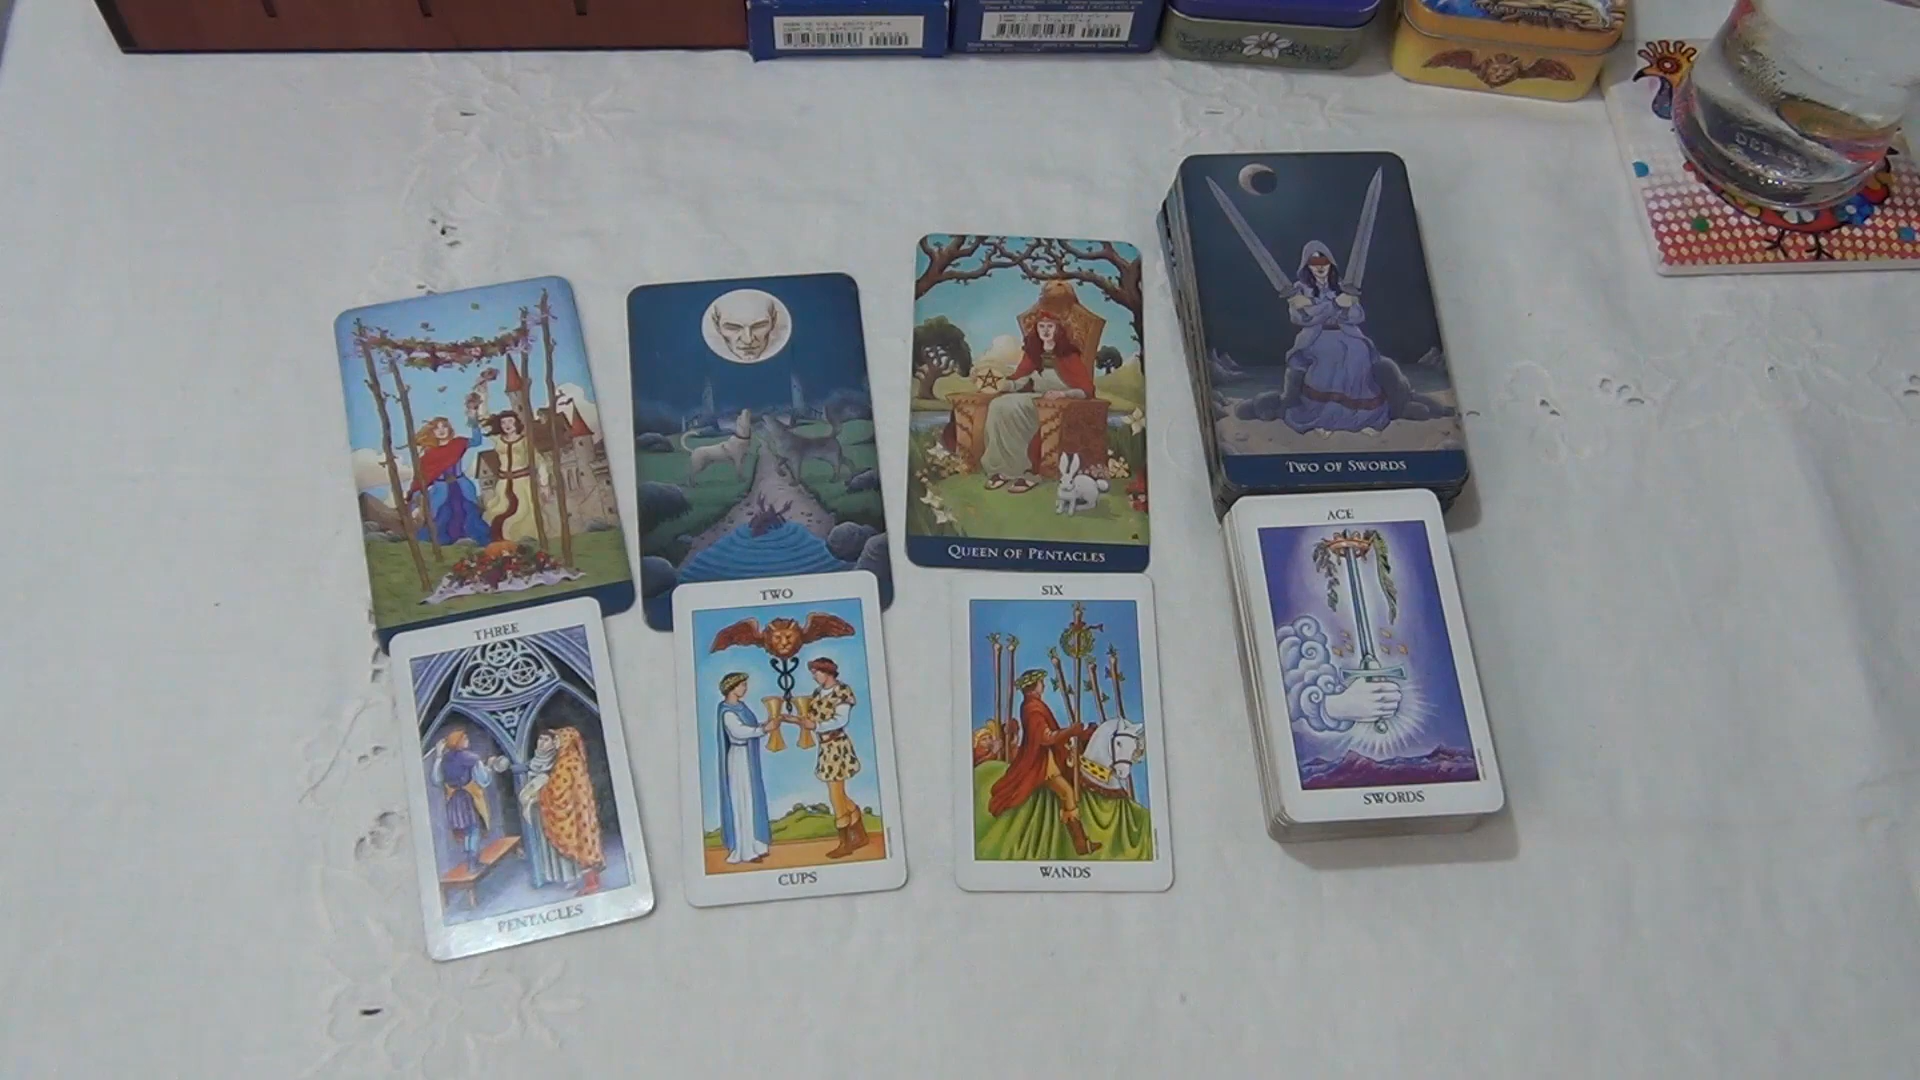 QUEEN OF PENTACLES
TWO OF SWORDS
THREE
PENTACLES
TWO
CUPS
SIX
WANDS
ACE
SWORDS